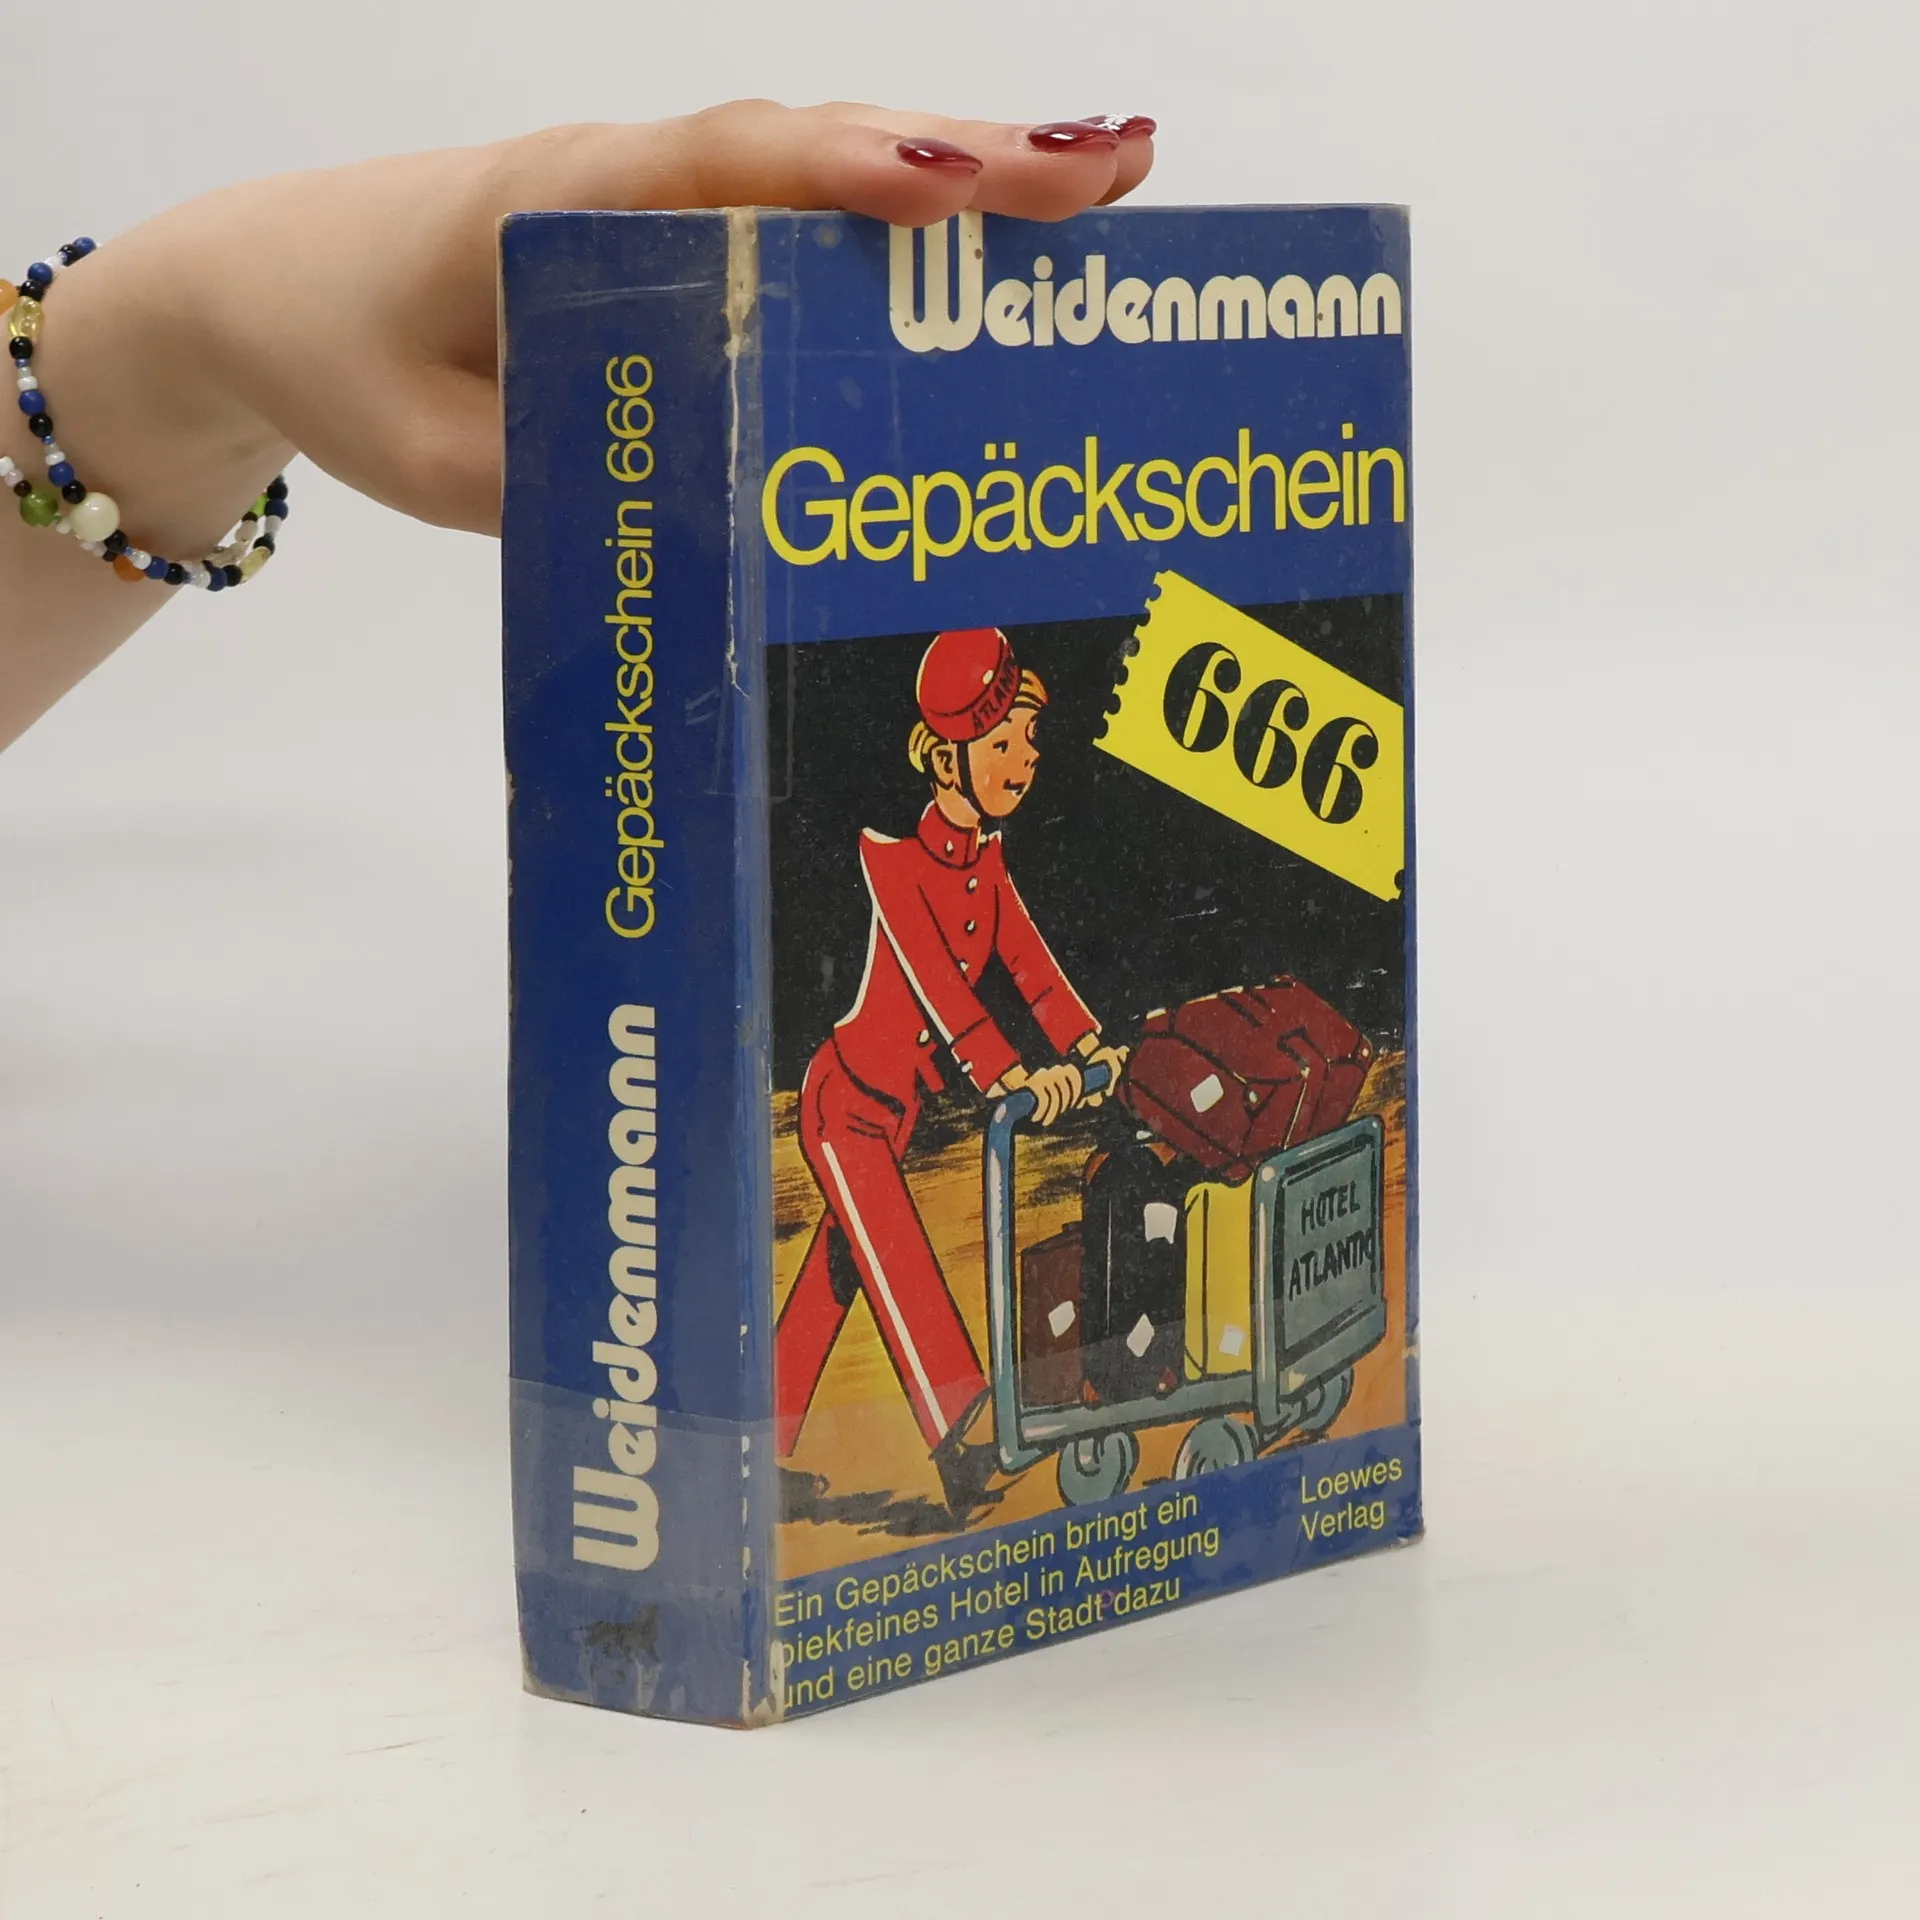 Weidenmann
Gepäckschein
666
ATLANTIC
HOTEL
ATLANTIC
Ein Gepäckschein bringt ein
piekfeines Hotel in Aufregung
und eine ganze Stadt dazu
Loewes
Verlag
Weidenmann Gepäckschein 666